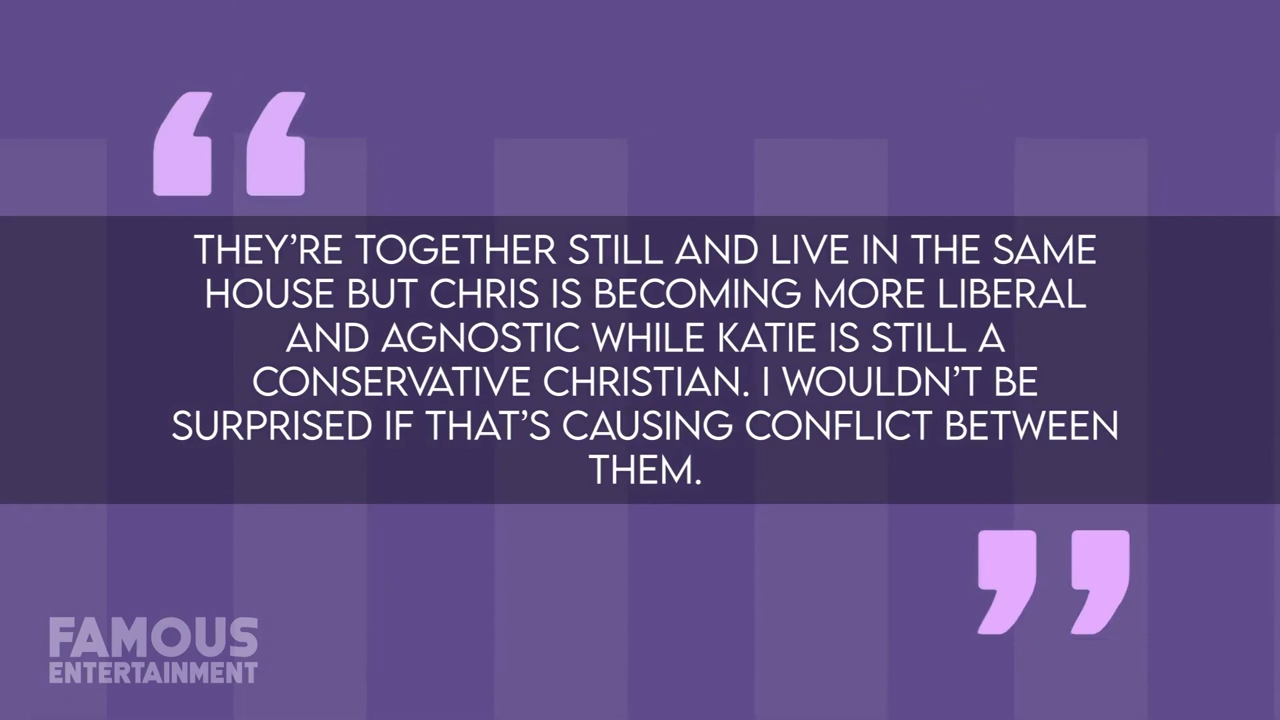 THEY'RE TOGETHER STILL AND LIVE IN THE SAME
HOUSE BUT CHRIS IS BECOMING MORE LIBERAL
AND AGNOSTIC WHILE KATIE IS STILL A
CONSERVATIVE CHRISTIAN. I WOULDN'T BE
SURPRISED IF THAT'S CAUSING CONFLICT BETWEEN
THEM.
FAMOUS
ENTERTAINMENT